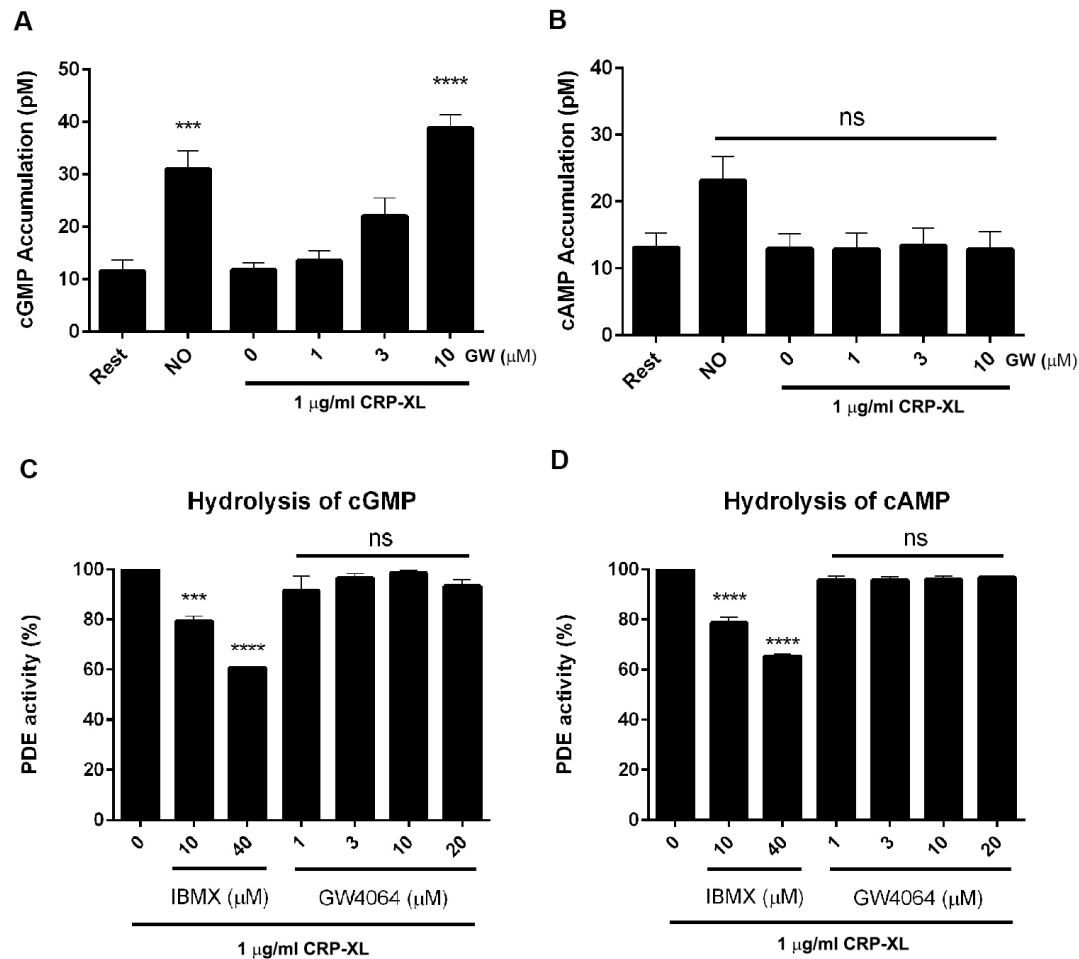 A
cGMP Accumulation (pM)
50
40
30
20
10
0
***
****
Rest
NO
0
1
3
10
GW (μM)
1 μg/ml CRP-XL
B
cAMP Accumulation (pM)
40
30
20
10
0
ns
Rest
NO
0
1
3
10
GW (μM)
1 μg/ml CRP-XL
C
Hydrolysis of cGMP
PDE activity (%)
100
80
60
40
20
0
***
****
ns
0
10
40
1
3
10
20
IBMX (μM)
GW4064 (μM)
1 μg/ml CRP-XL
D
Hydrolysis of cAMP
PDE activity (%)
100
80
60
40
20
0
****
****
ns
0
10
40
1
3
10
20
IBMX (μM)
GW4064 (μM)
1 μg/ml CRP-XL